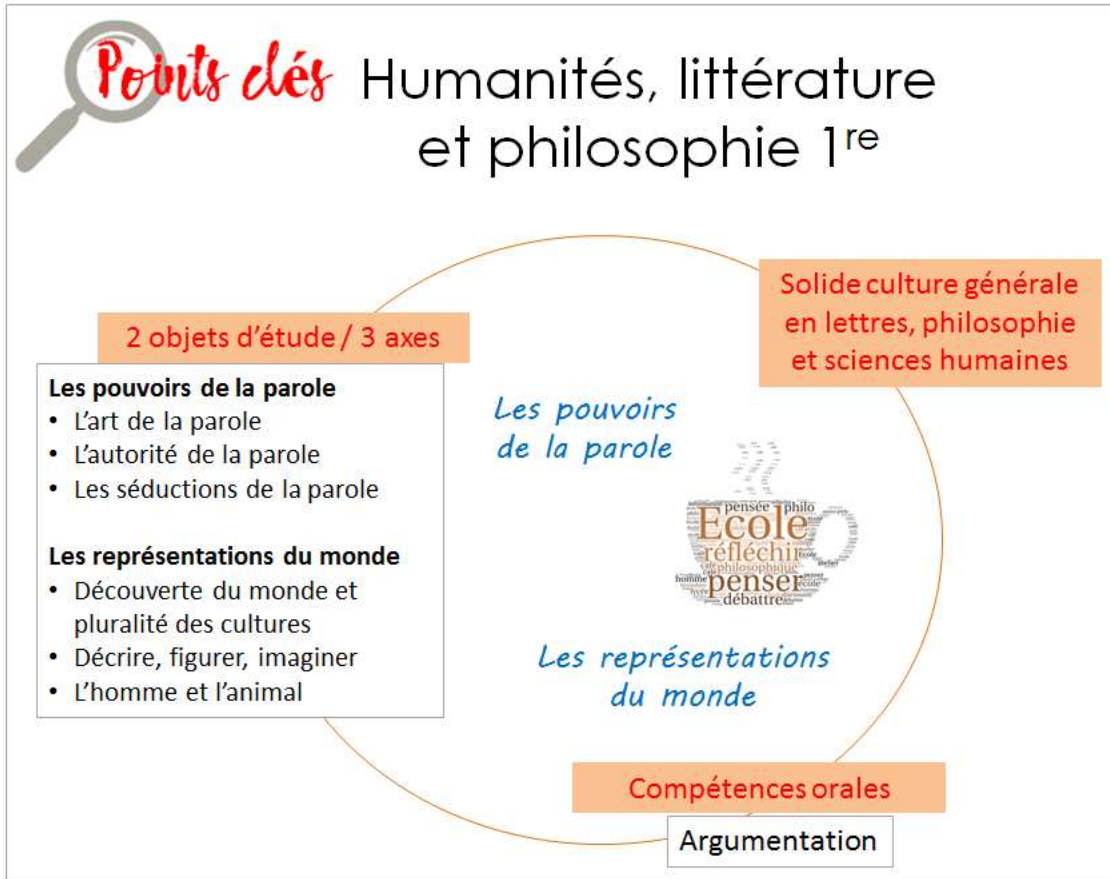 Points clés
Humanités, littérature
et philosophie 1re
2 objets d'étude / 3 axes
Les pouvoirs de la parole
• L'art de la parole
• L'autorité de la parole
• Les séductions de la parole
Les représentations du monde
• Découverte du monde et
pluralité des cultures
• Décrire, figurer, imaginer
• L'homme et l'animal
Solide culture générale
en lettres, philosophie
et sciences humaines
Les pouvoirs
de la parole
pensée philo
Ecole
réfléchir
philosophique
homme penser
débattre
Les représentations
du monde
Compétences orales
Argumentation